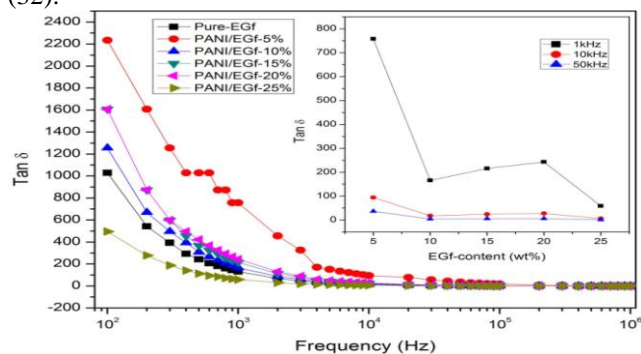 (32).
2200
2000
1800
1600
1400
1200
1000
800
600
400
200
0
-200
Tan δ
10² 10³ 10⁴ 10⁵ 10⁶
Frequency (Hz)
Pure-EGf
PANI/EGf-5%
PANI/EGf-10%
PANI/EGf-15%
PANI/EGf-20%
PANI/EGf-25%
800
700
600
500
400
300
200
100
0
Tan δ
5 10 15 20 25
EGf-content (wt%)
1kHz
10kHz
50kHz